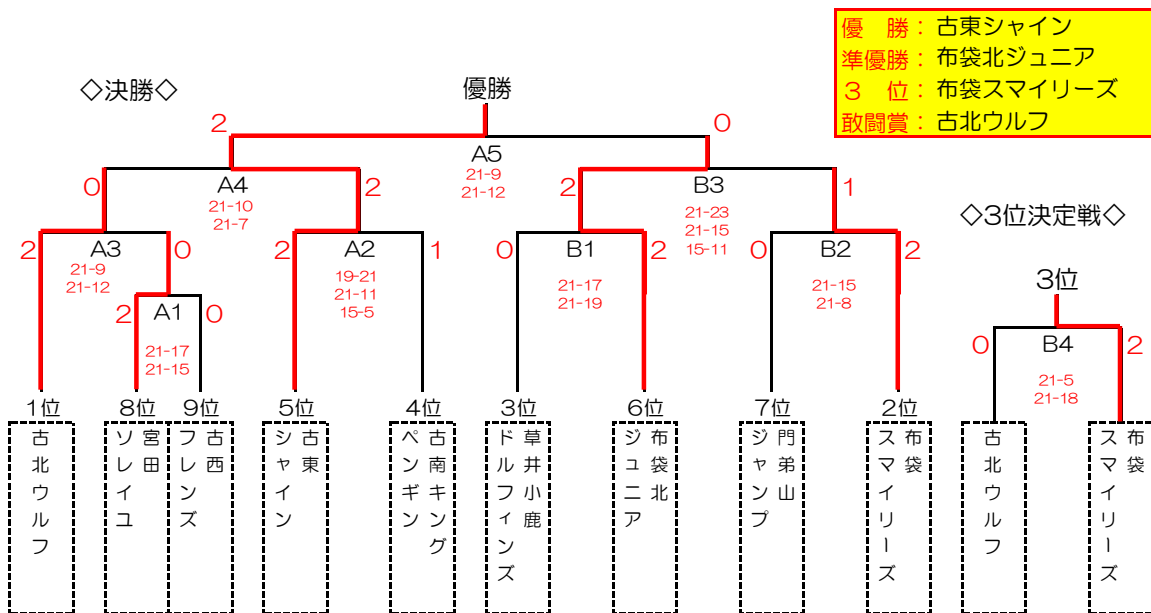 優　勝： 古東シャイン
準優勝： 布袋北ジュニア
３　位： 布袋スマイリーズ
敢闘賞： 古北ウルフ
◇決勝◇
優勝
2
0
A5
21-9
21-12
0
A4
2
21-10
21-7
2
B3
1
21-23
21-15
15-11
◇3位決定戦◇
2
A3
0
21-9
21-12
2
A2
1
19-21
21-11
15-5
0
B1
2
21-17
21-19
0
B2
2
21-15
21-8
2
A1
0
21-17
21-15
3位
0
B4
2
21-5
21-18
1位
8位
9位
5位
4位
3位
6位
7位
2位
古北ウルフ
宮田
ソレイユ
古西
フレンズ
古東
シャイン
古南キング
ペンギン
草井小鹿
ドルフィンズ
布袋北
ジュニア
門弟山
ジャンプ
布袋
スマイリーズ
古北ウルフ
布袋
スマイリーズ